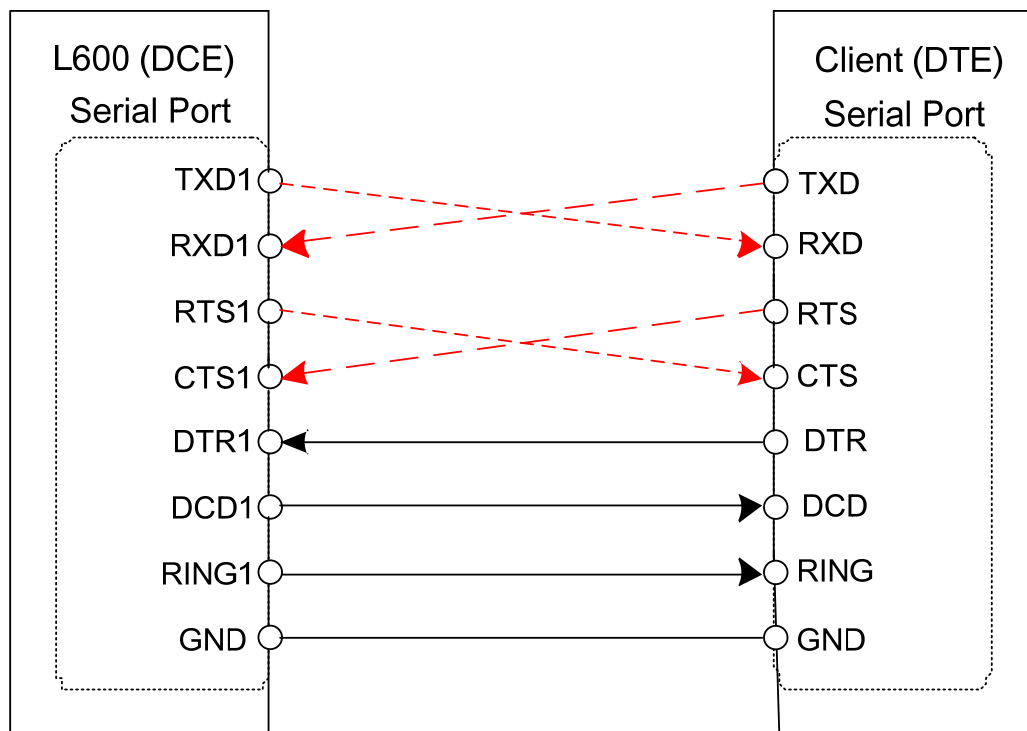 L600 (DCE)
Serial Port
TXD1
RXD1
RTS1
CTS1
DTR1
DCD1
RING1
GND
Client (DTE)
Serial Port
TXD
RXD
RTS
CTS
DTR
DCD
RING
GND